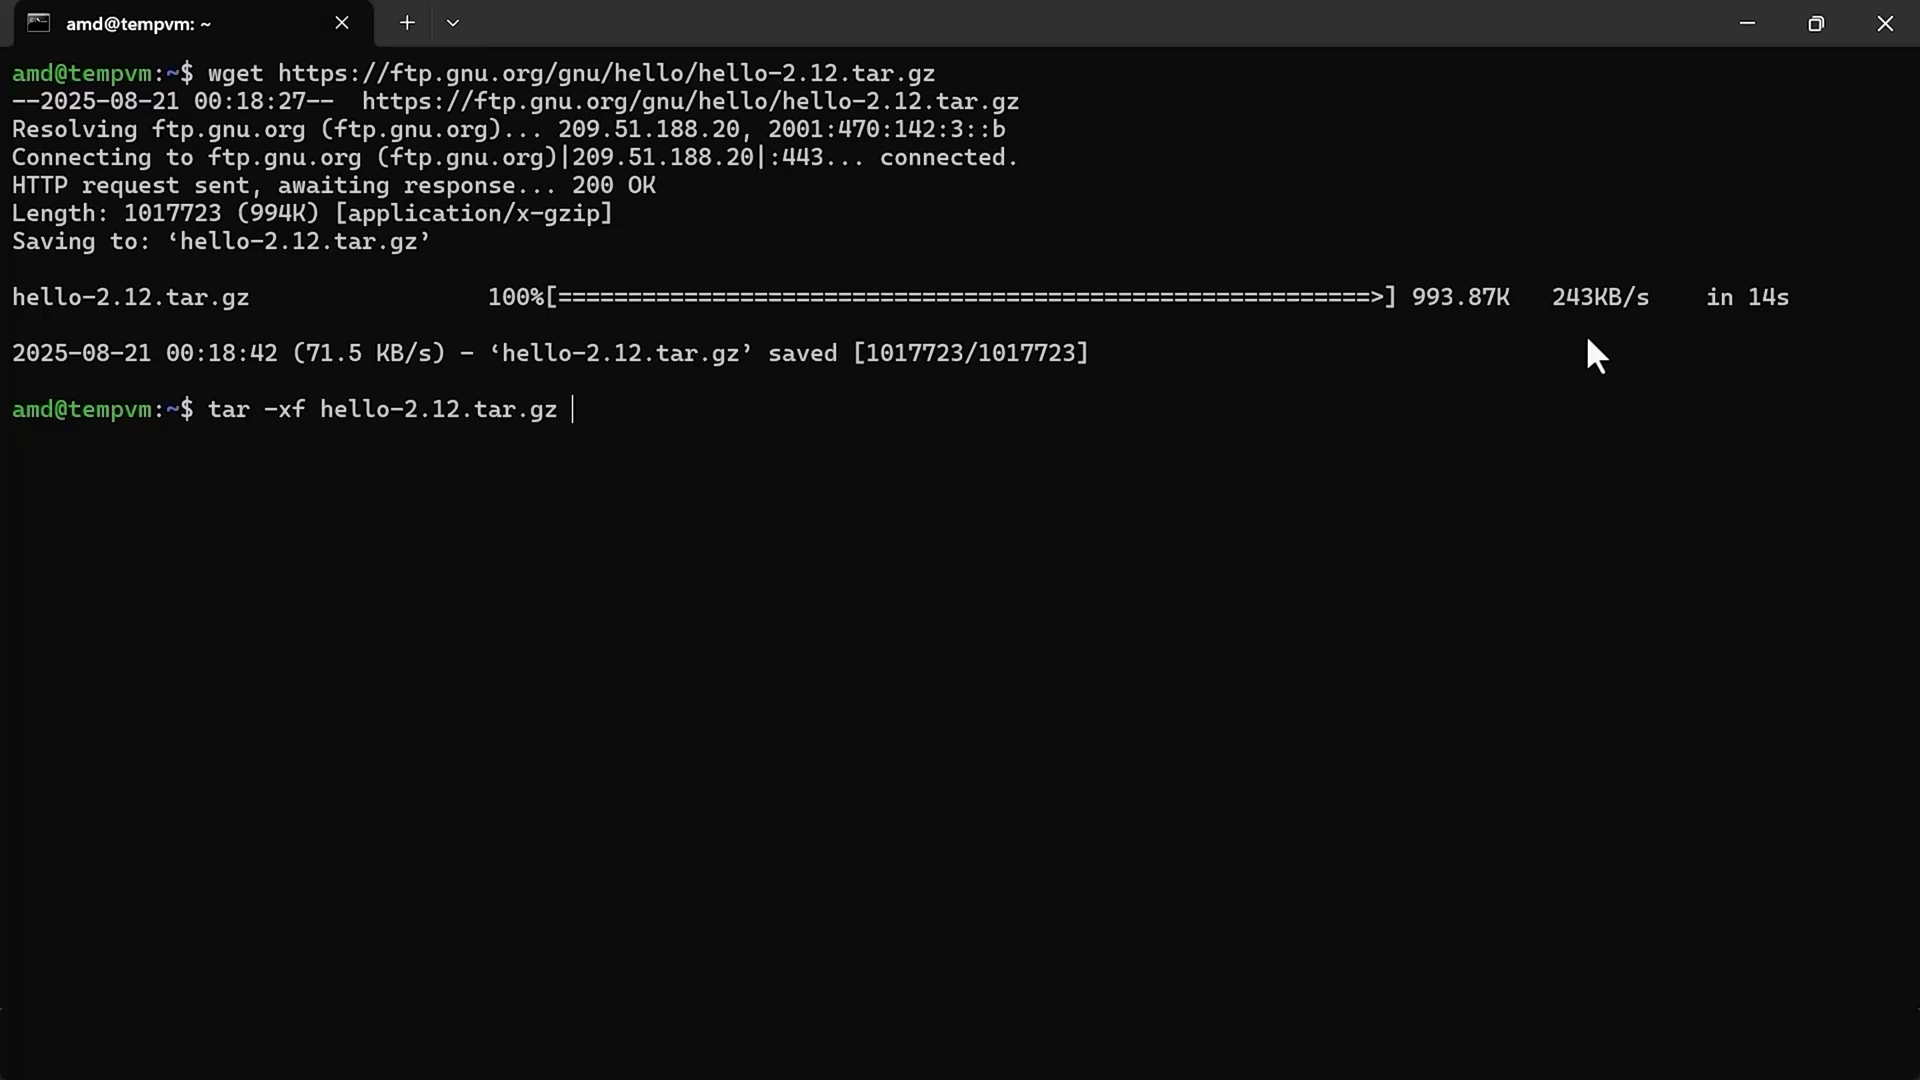 amd@tempvm: ~
amd@tempvm:~$ wget https://ftp.gnu.org/gnu/hello/hello-2.12.tar.gz
--2025-08-21 00:18:27--  https://ftp.gnu.org/gnu/hello/hello-2.12.tar.gz
Resolving ftp.gnu.org (ftp.gnu.org)... 209.51.188.20, 2001:470:142:3::b
Connecting to ftp.gnu.org (ftp.gnu.org)|209.51.188.20|:443... connected.
HTTP request sent, awaiting response... 200 OK
Length: 1017723 (994K) [application/x-gzip]
Saving to: ‘hello-2.12.tar.gz’
hello-2.12.tar.gz                 100%[==========================================================>] 993.87K   243KB/s    in 14s
2025-08-21 00:18:42 (71.5 KB/s) - ‘hello-2.12.tar.gz’ saved [1017723/1017723]
amd@tempvm:~$ tar -xf hello-2.12.tar.gz